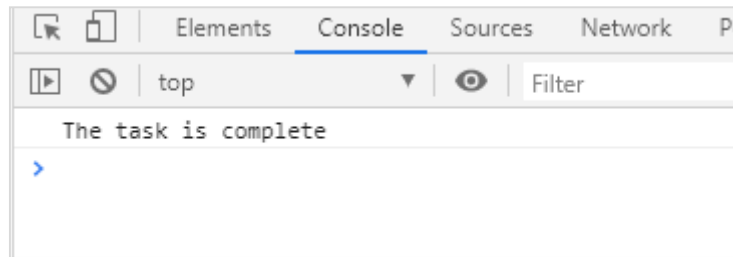 Elements Console Sources Network P
top Filter
The task is complete